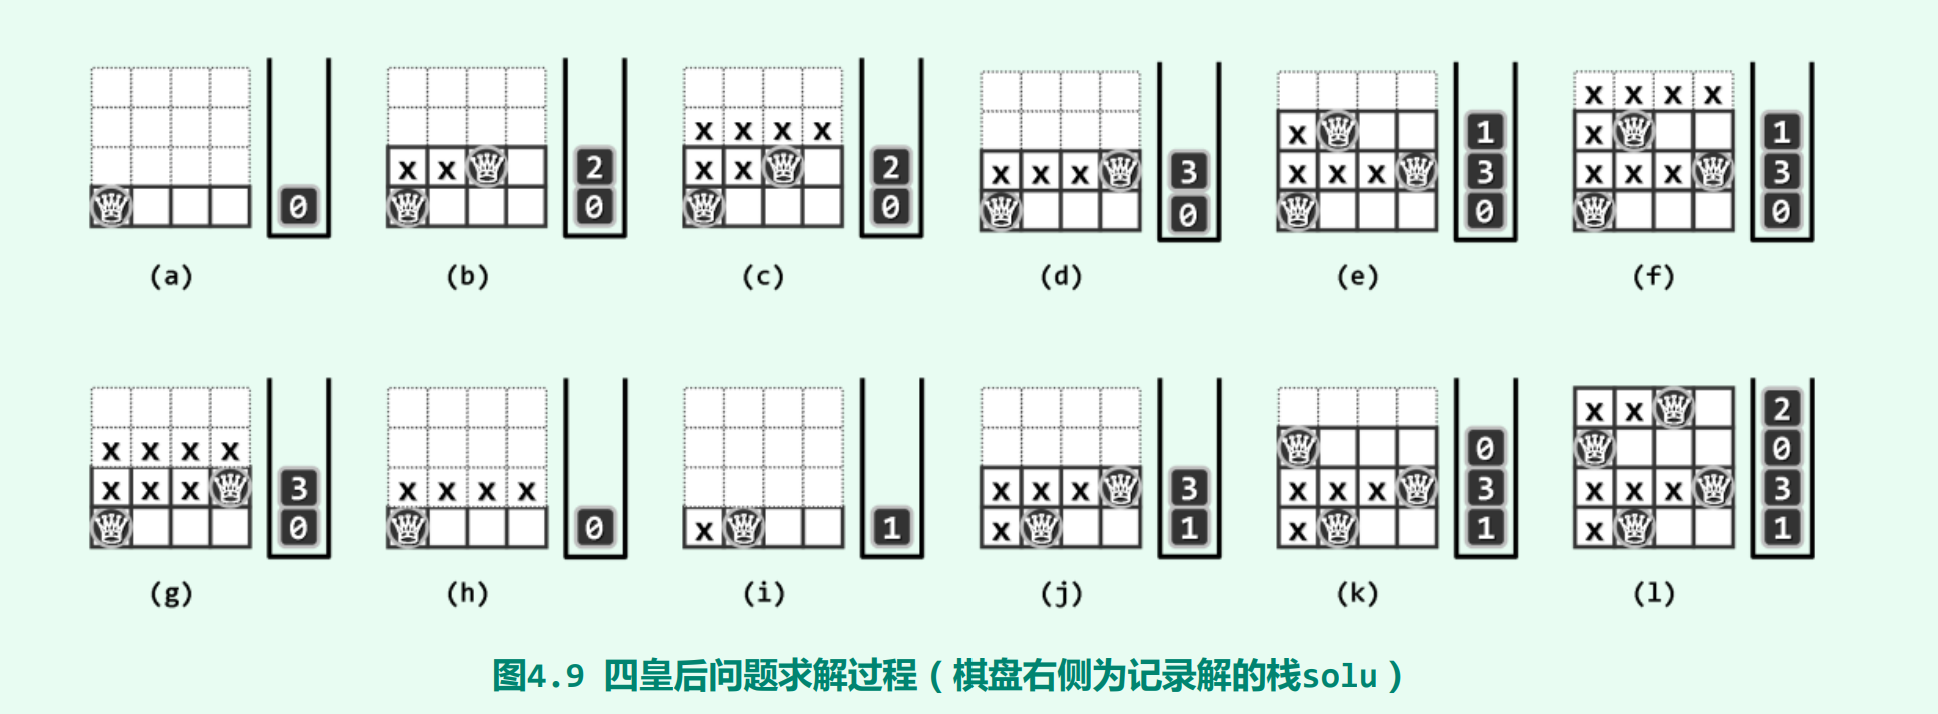 x x x x
x x x x x x x x
x x 2 x x 2 x x x 3 x x x 3 x x x 3
0 0 0 0 0 0
1 1
(a) (b) (c) (d) (e) (f)
x x 2
x x x x 0 0
x x x 3 x x x x x x x 3 x x x 3 x x x 3
0 0 x 1 x 1 x 1 x 1
(g) (h) (i) (j) (k) (l)
图4.9 四皇后问题求解过程（棋盘右侧为记录解的栈solu）